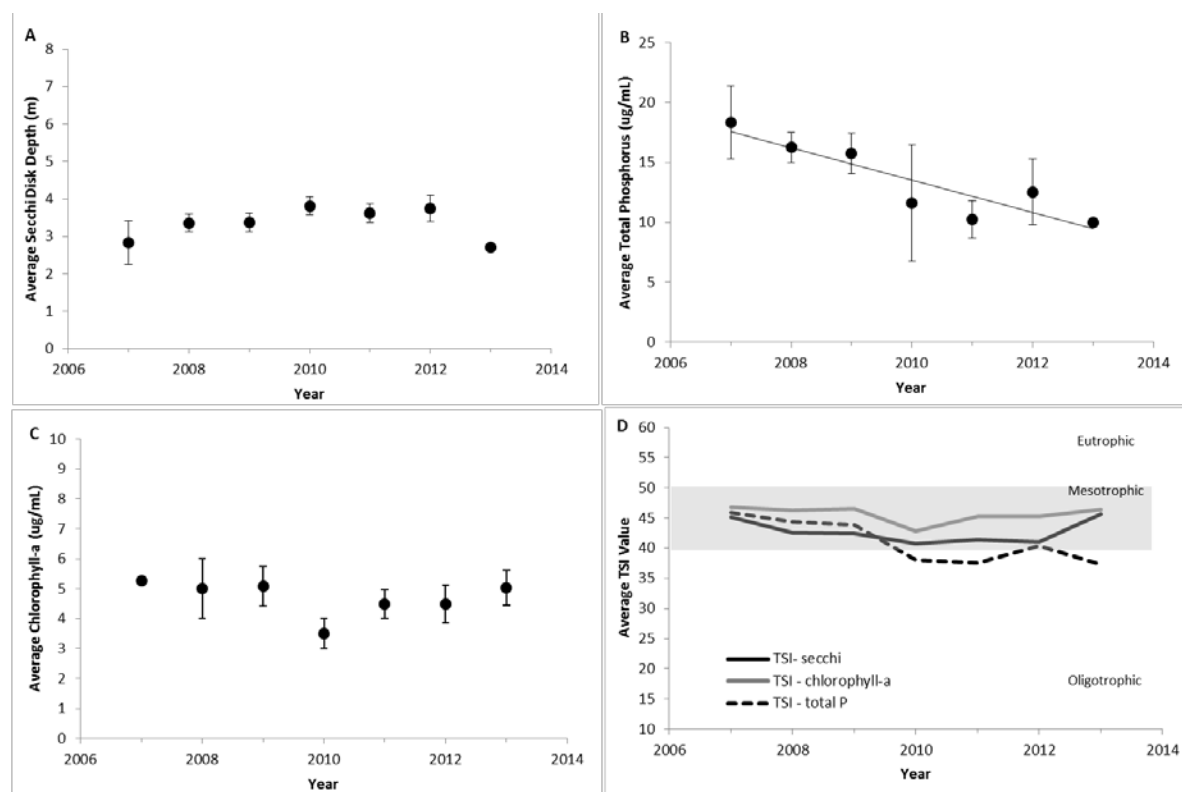 A
Average Secchi Disk Depth (m)
8
7
6
5
4
3
2
1
0
2006 2008 2010 2012 2014
Year
B
Average Total Phosphorus (ug/mL)
25
20
15
10
5
0
2006 2008 2010 2012 2014
Year
C
Average Chlorophyll-a (ug/mL)
10
9
8
7
6
5
4
3
2
1
0
2006 2008 2010 2012 2014
Year
D
Average TSI Value
60
55
50
45
40
35
30
25
20
15
10
Eutrophic
Mesotrophic
Oligotrophic
TSI- secchi
TSI - chlorophyll-a
TSI - total P
2006 2008 2010 2012 2014
Year